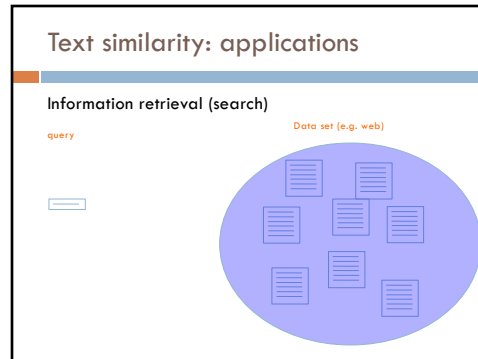 Text similarity: applications
Information retrieval (search)
query
Data set (e.g. web)